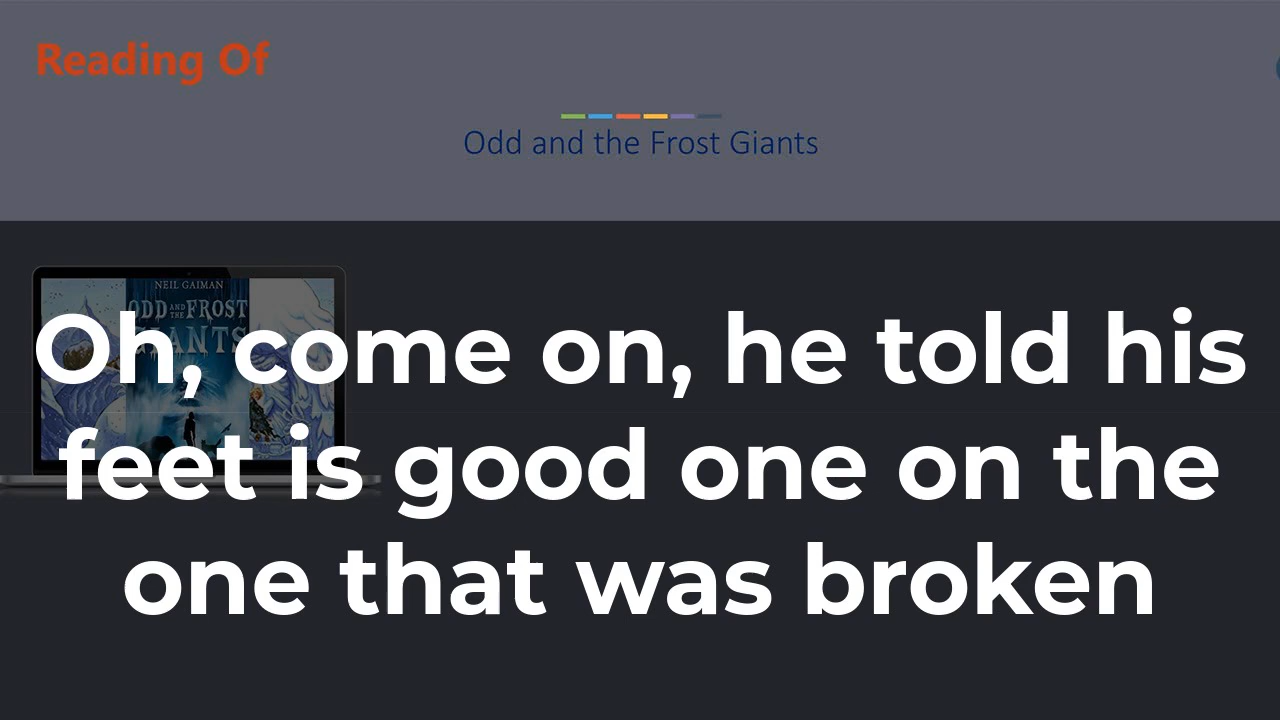 Reading Of
Odd and the Frost Giants
NEIL GAIMAN
ODD AND THE FROST
GIANTS
Oh, come on, he told his
feet is good one on the
one that was broken